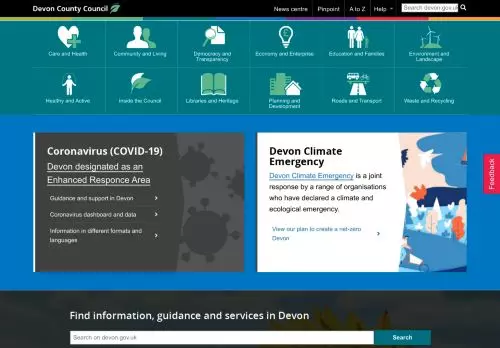 Devon County Council
News centre
Pinpoint
A to Z
Help
Search devon.gov.uk
Care and Health
Community and Living
Democracy and
Transparency
Economy and Enterprise
Education and Families
Environment and
Landscape
Healthy and Active
Inside the Council
Libraries and Heritage
Planning and
Development
Roads and Transport
Waste and Recycling
Coronavirus (COVID-19)
Devon designated as an
Enhanced Responce Area
Guidance and support in Devon
Coronavirus dashboard and data
Information in different formats and
languages
Devon Climate
Emergency
Devon Climate Emergency is a joint
response by a range of organisations
who have declared a climate and
ecological emergency.
View our plan to create a net-zero
Devon
Feedback
Find information, guidance and services in Devon
Search on devon.gov.uk
Search